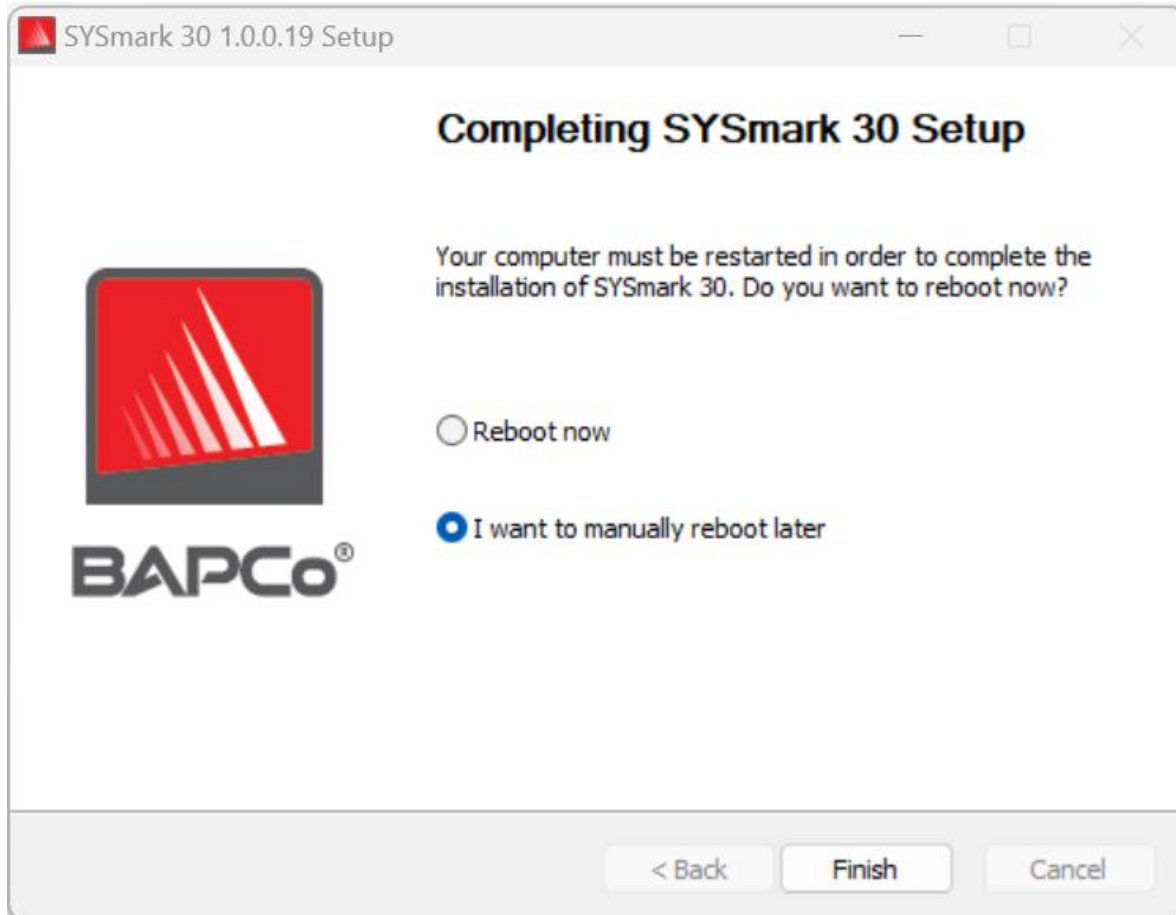 SYSmark 30 1.0.0.19 Setup
Completing SYSmark 30 Setup
Your computer must be restarted in order to complete the
installation of SYSmark 30. Do you want to reboot now?
Reboot now
I want to manually reboot later
BAPCo®
< Back
Finish
Cancel